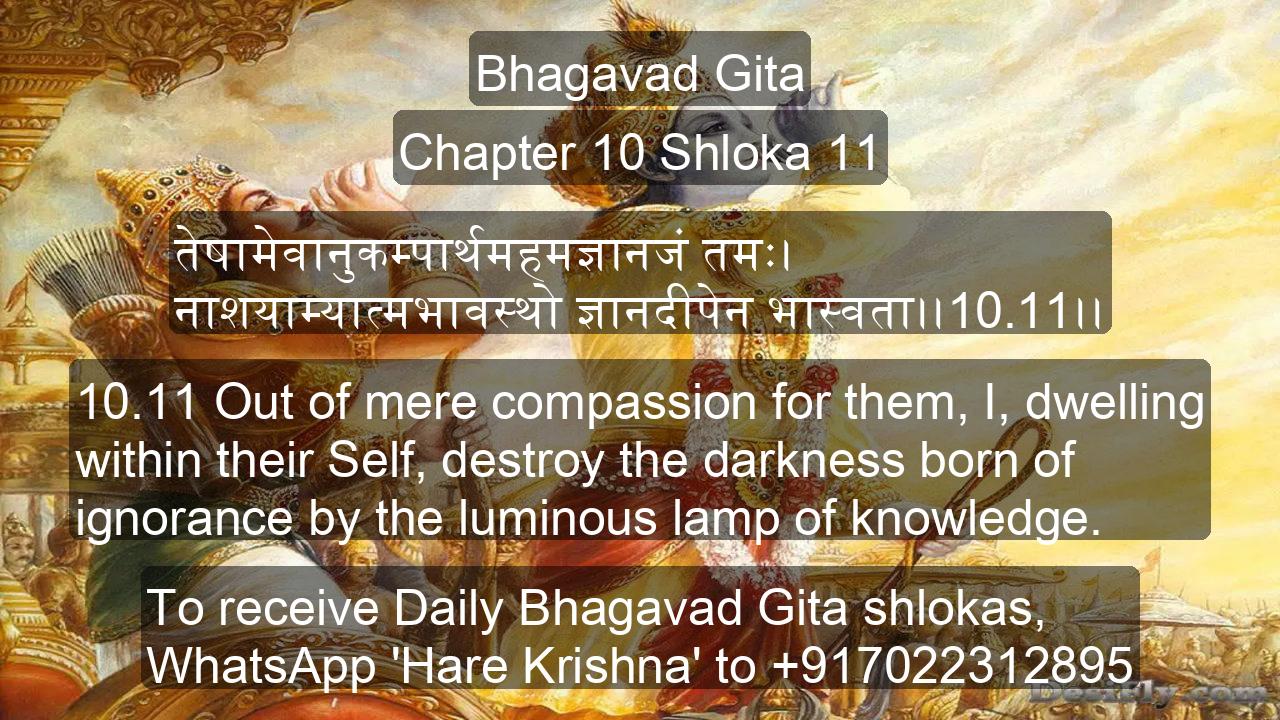 Bhagavad Gita
Chapter 10 Shloka 11
तेषामेवानुकम्पार्थमहमज्ञानजं तमः।
नाशयाम्यात्मभावस्थो ज्ञानदीपेन भास्वता।।10.11।।
10.11 Out of mere compassion for them, I, dwelling
within their Self, destroy the darkness born of
ignorance by the luminous lamp of knowledge.
To receive Daily Bhagavad Gita shlokas,
WhatsApp 'Hare Krishna' to +917022312895